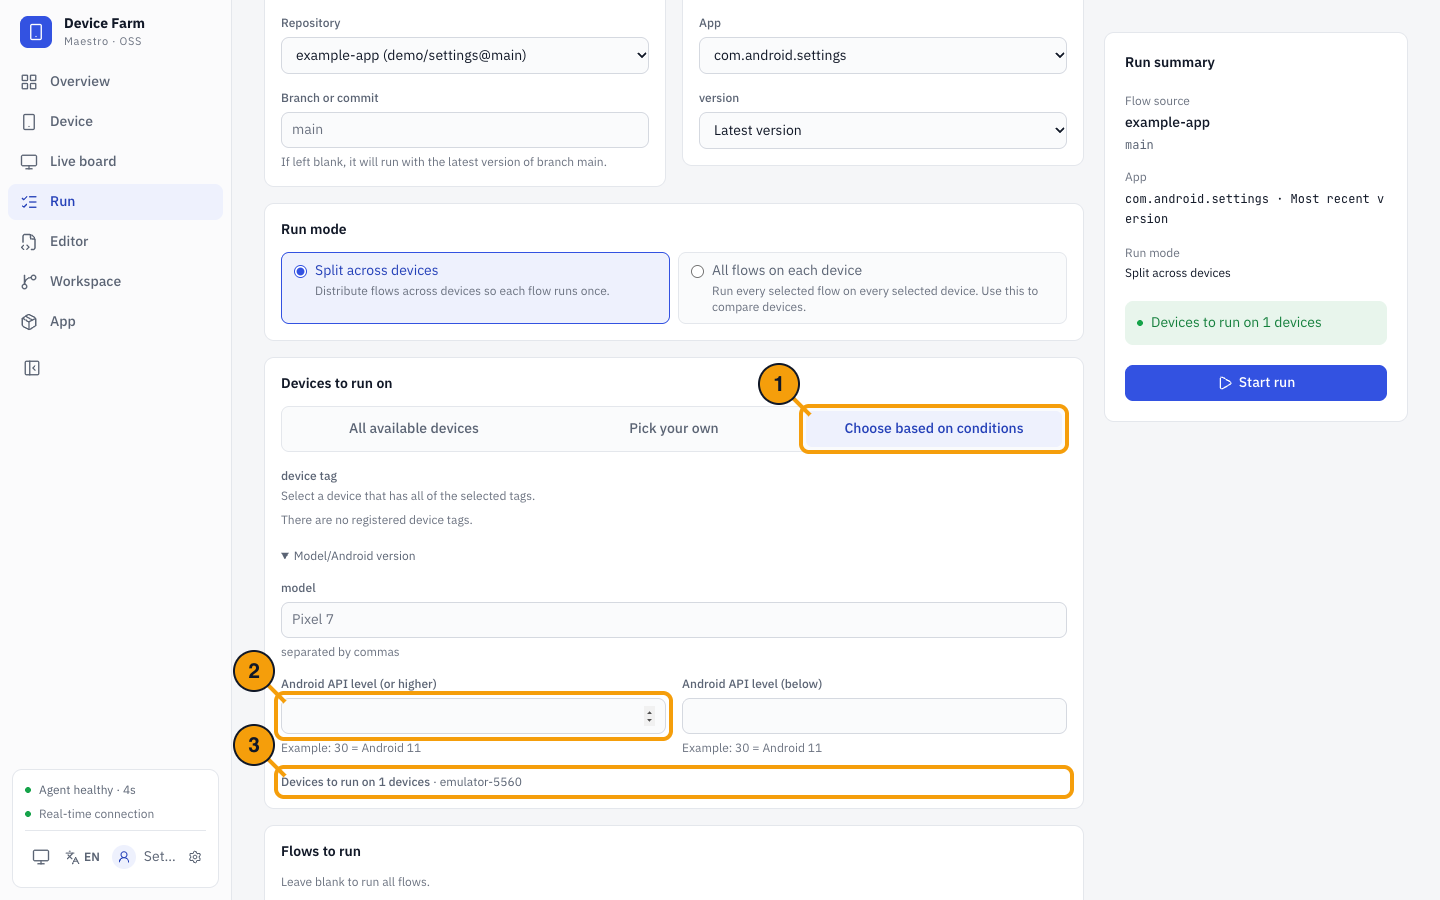 Device Farm
Maestro · OSS
Overview
Device
Live board
Run
Editor
Workspace
App
Agent healthy · 4s
Real-time connection
EN
Set...
Repository
example-app (demo/settings@main)
Branch or commit
main
If left blank, it will run with the latest version of branch main.
App
com.android.settings
version
Latest version
Run mode
Split across devices
Distribute flows across devices so each flow runs once.
All flows on each device
Run every selected flow on every selected device. Use this to
compare devices.
Devices to run on
1
All available devices
Pick your own
Choose based on conditions
device tag
Select a device that has all of the selected tags.
There are no registered device tags.
▼ Model/Android version
model
Pixel 7
separated by commas
2
Android API level (or higher)
Example: 30 = Android 11
Android API level (below)
Example: 30 = Android 11
3
Devices to run on 1 devices · emulator-5560
Flows to run
Leave blank to run all flows.
Run summary
Flow source
example-app
main
App
com.android.settings · Most recent v
ersion
Run mode
Split across devices
Devices to run on 1 devices
Start run